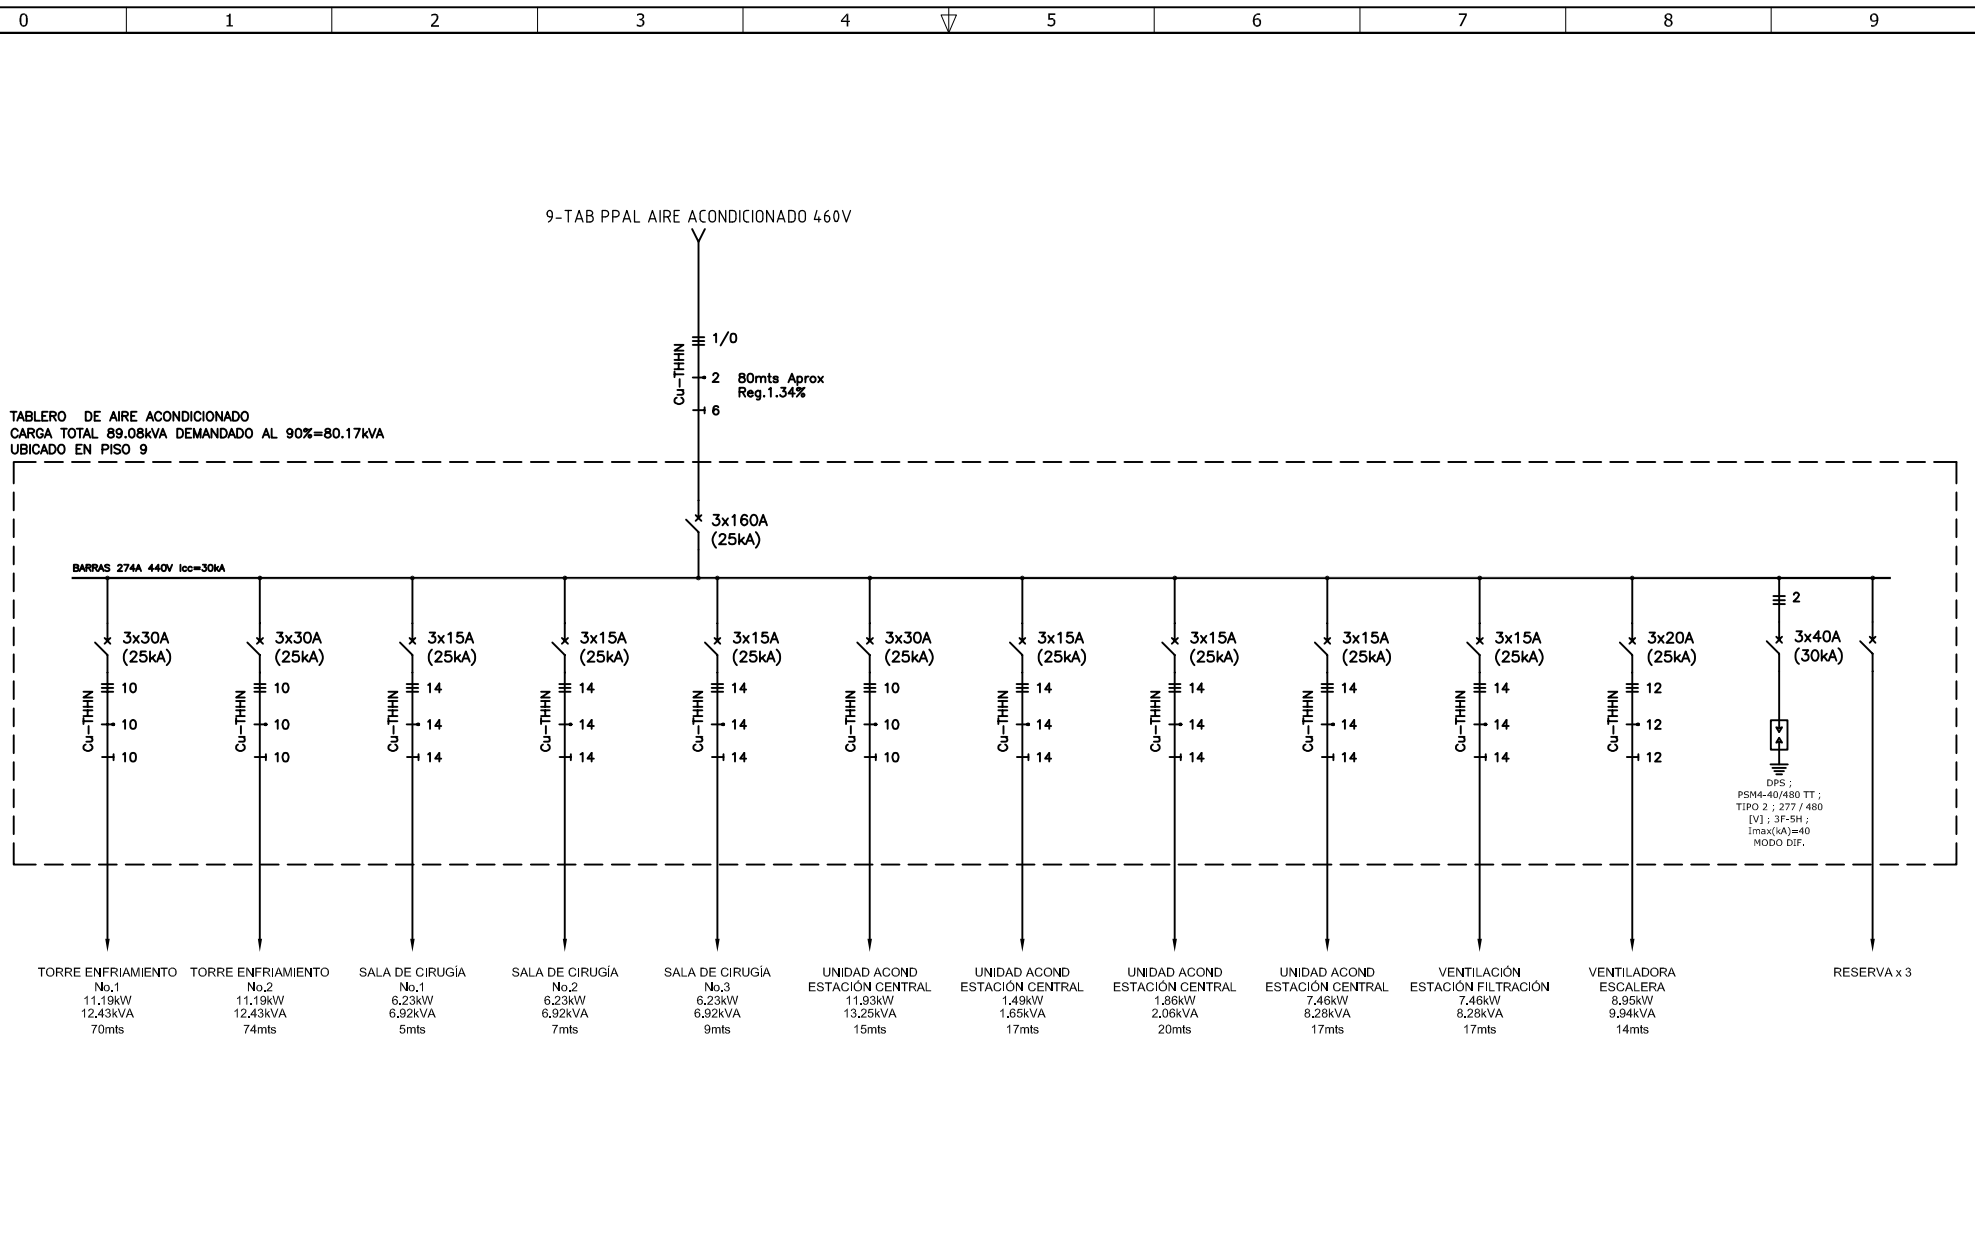 0 1 2 3 4 5 6 7 8 9
9-TAB PPAL AIRE ACONDICIONADO 460V
1/0
Cu-THHN
2
80mts Aprox
Reg.1.34%
6
TABLERO DE AIRE ACONDICIONADO
CARGA TOTAL 89.08kVA DEMANDADO AL 90%=80.17kVA
UBICADO EN PISO 9
3x160A
(25kA)
BARRAS 274A 440V Icc=30kA
3x30A
(25kA)
Cu-THHN
10
10
10
TORRE ENFRIAMIENTO
No.1
11.19kW
12.43kVA
70mts
3x30A
(25kA)
Cu-THHN
10
10
10
TORRE ENFRIAMIENTO
No.2
11.19kW
12.43kVA
74mts
3x15A
(25kA)
Cu-THHN
14
14
14
SALA DE CIRUGÍA
No.1
6.23kW
6.92kVA
5mts
3x15A
(25kA)
Cu-THHN
14
14
14
SALA DE CIRUGÍA
No.2
6.23kW
6.92kVA
7mts
3x15A
(25kA)
Cu-THHN
14
14
14
SALA DE CIRUGÍA
No.3
6.23kW
6.92kVA
9mts
3x30A
(25kA)
Cu-THHN
10
10
10
UNIDAD ACOND
ESTACIÓN CENTRAL
11.93kW
13.25kVA
15mts
3x15A
(25kA)
Cu-THHN
14
14
14
UNIDAD ACOND
ESTACIÓN CENTRAL
1.49kW
1.65kVA
17mts
3x15A
(25kA)
Cu-THHN
14
14
14
UNIDAD ACOND
ESTACIÓN CENTRAL
1.86kW
2.06kVA
20mts
3x15A
(25kA)
Cu-THHN
14
14
14
UNIDAD ACOND
ESTACIÓN CENTRAL
7.46kW
8.28kVA
17mts
3x15A
(25kA)
Cu-THHN
14
14
14
VENTILACIÓN
ESTACIÓN FILTRACIÓN
7.46kW
8.28kVA
17mts
3x20A
(25kA)
Cu-THHN
12
12
12
VENTILADORA
ESCALERA
8.95kW
9.94kVA
14mts
2
3x40A
(30kA)
DPS ;
PSM4-40/480 TT ;
TIPO 2 ; 277 / 480
[V] ; 3F-5H ;
Imax(kA)=40
MODO DIF.
RESERVA x 3